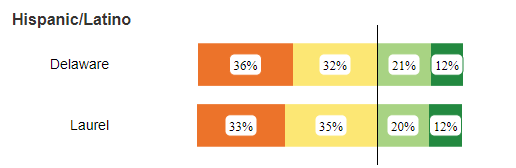 Hispanic/Latino
Delaware 36% 32% 21% 12%
Laurel 33% 35% 20% 12%